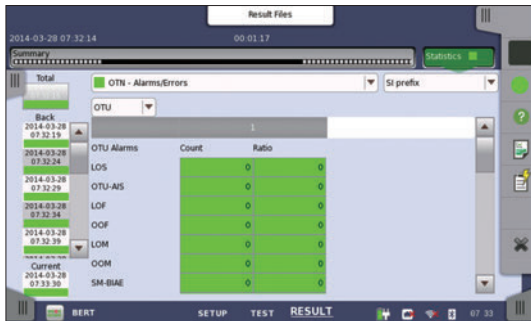 Result Files
2014-03-28 07:32:14 00:01:17
Summary
Statistics
Total
OTN - Alarms/Errors
SI prefix
OTU
1
Back
2014-03-28
07:32:19
2014-03-28
07:32:24
2014-03-28
07:32:29
2014-03-28
07:32:34
2014-03-28
07:32:39
Current
2014-03-28
07:33:30
OTU Alarms Count Ratio
LOS 0 0
OTU-AIS 0 0
LOF 0 0
OOF 0 0
LOM 0 0
OOM 0 0
SM-BIAE 0 0
BERT SETUP TEST RESULT 07 33